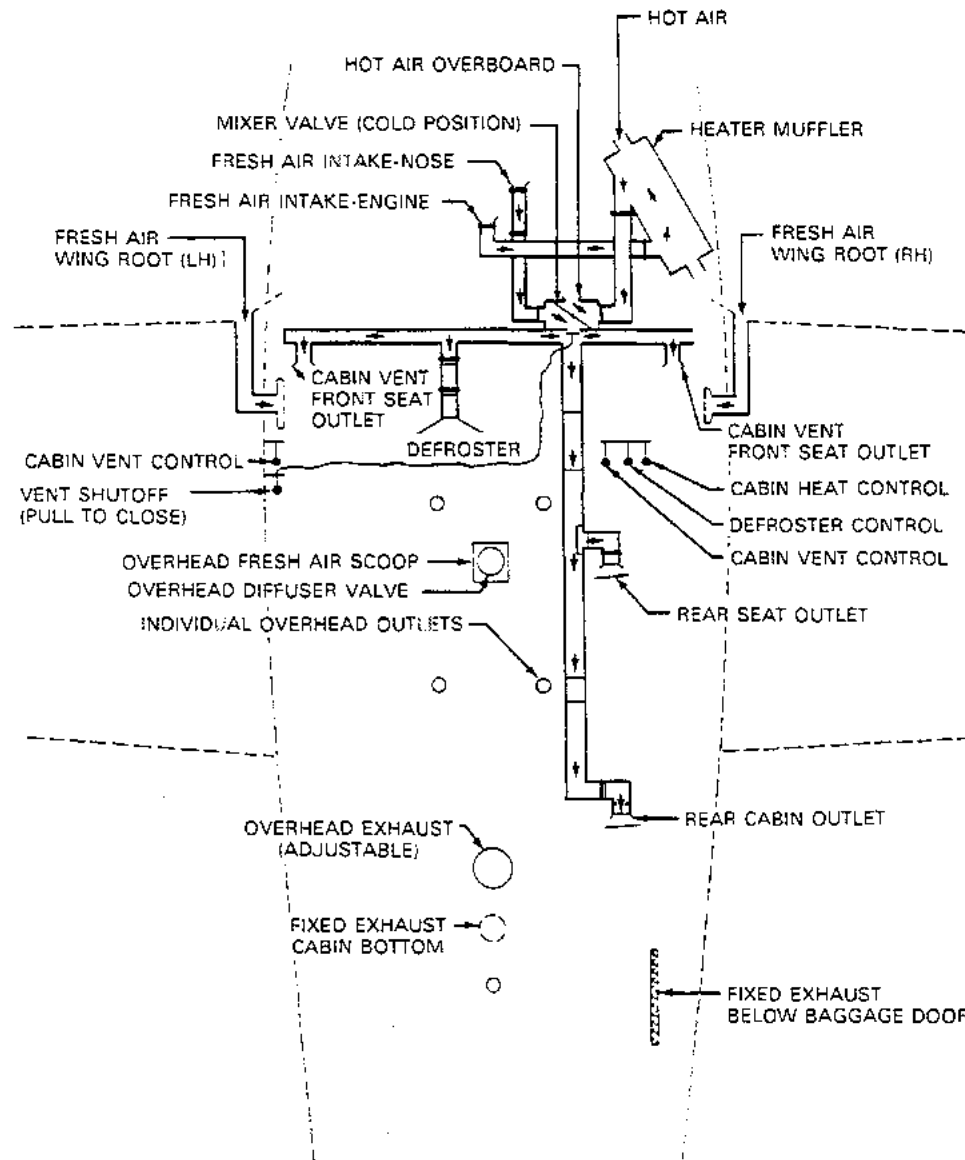 HOT AIR
HOT AIR OVERBOARD
MIXER VALVE (COLD POSITION)
HEATER MUFFLER
FRESH AIR INTAKE-NOSE
FRESH AIR INTAKE-ENGINE
FRESH AIR
WING ROOT (LH)
FRESH AIR
WING ROOT (RH)
CABIN VENT
FRONT SEAT
OUTLET
DEFROSTER
CABIN VENT
FRONT SEAT OUTLET
CABIN VENT CONTROL
VENT SHUTOFF
(PULL TO CLOSE)
CABIN HEAT CONTROL
DEFROSTER CONTROL
CABIN VENT CONTROL
OVERHEAD FRESH AIR SCOOP
OVERHEAD DIFFUSER VALVE
INDIVIDUAL OVERHEAD OUTLETS
REAR SEAT OUTLET
REAR CABIN OUTLET
OVERHEAD EXHAUST
(ADJUSTABLE)
FIXED EXHAUST
CABIN BOTTOM
FIXED EXHAUST
BELOW BAGGAGE DOOR